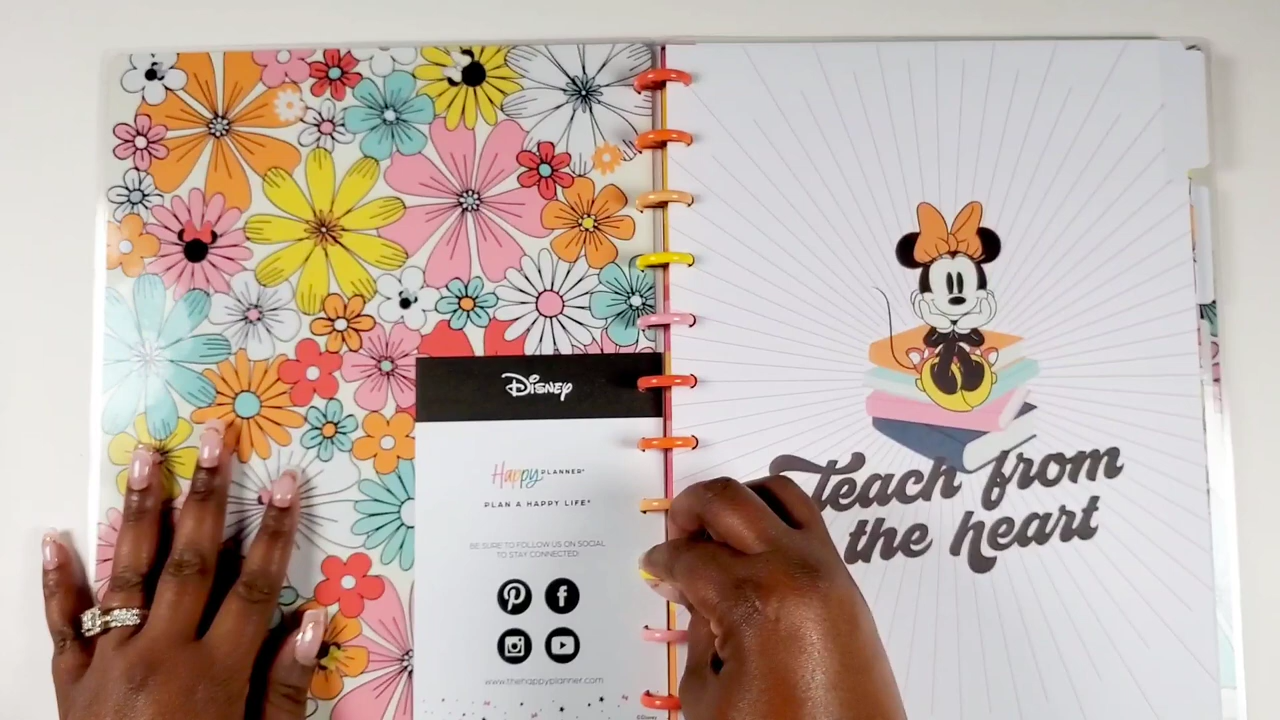 Disney
Happy PLANNER®
PLAN A HAPPY LIFE®
BE SURE TO FOLLOW US ON SOCIAL
TO STAY CONNECTED:
www.thehappyplanner.com
©Disney
Teach from
the heart